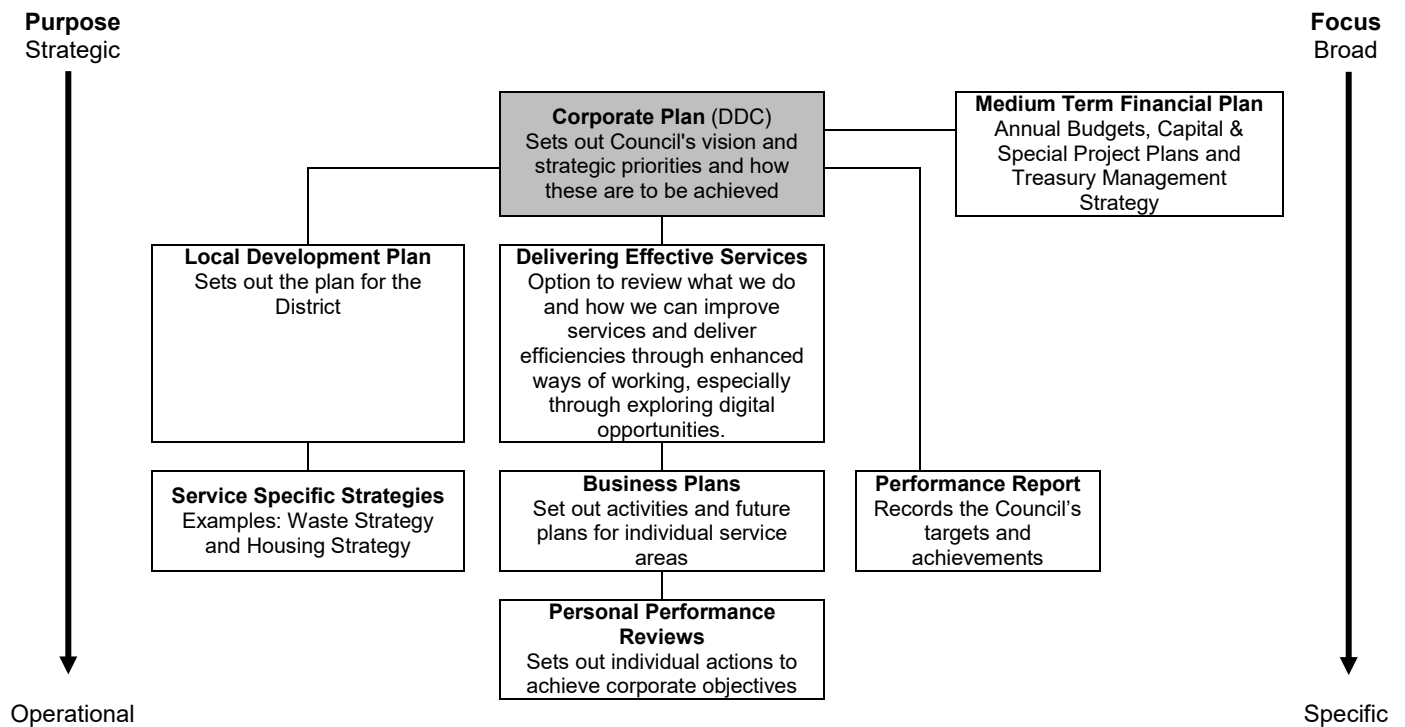 Purpose
Strategic
Focus
Broad
Corporate Plan (DDC)
Sets out Council's vision and
strategic priorities and how
these are to be achieved
Medium Term Financial Plan
Annual Budgets, Capital &
Special Project Plans and
Treasury Management
Strategy
Local Development Plan
Sets out the plan for the
District
Delivering Effective Services
Option to review what we do
and how we can improve
services and deliver
efficiencies through enhanced
ways of working, especially
through exploring digital
opportunities.
Service Specific Strategies
Examples: Waste Strategy
and Housing Strategy
Business Plans
Set out activities and future
plans for individual service
areas
Performance Report
Records the Council’s
targets and
achievements
Personal Performance
Reviews
Sets out individual actions to
achieve corporate objectives
Operational
Specific